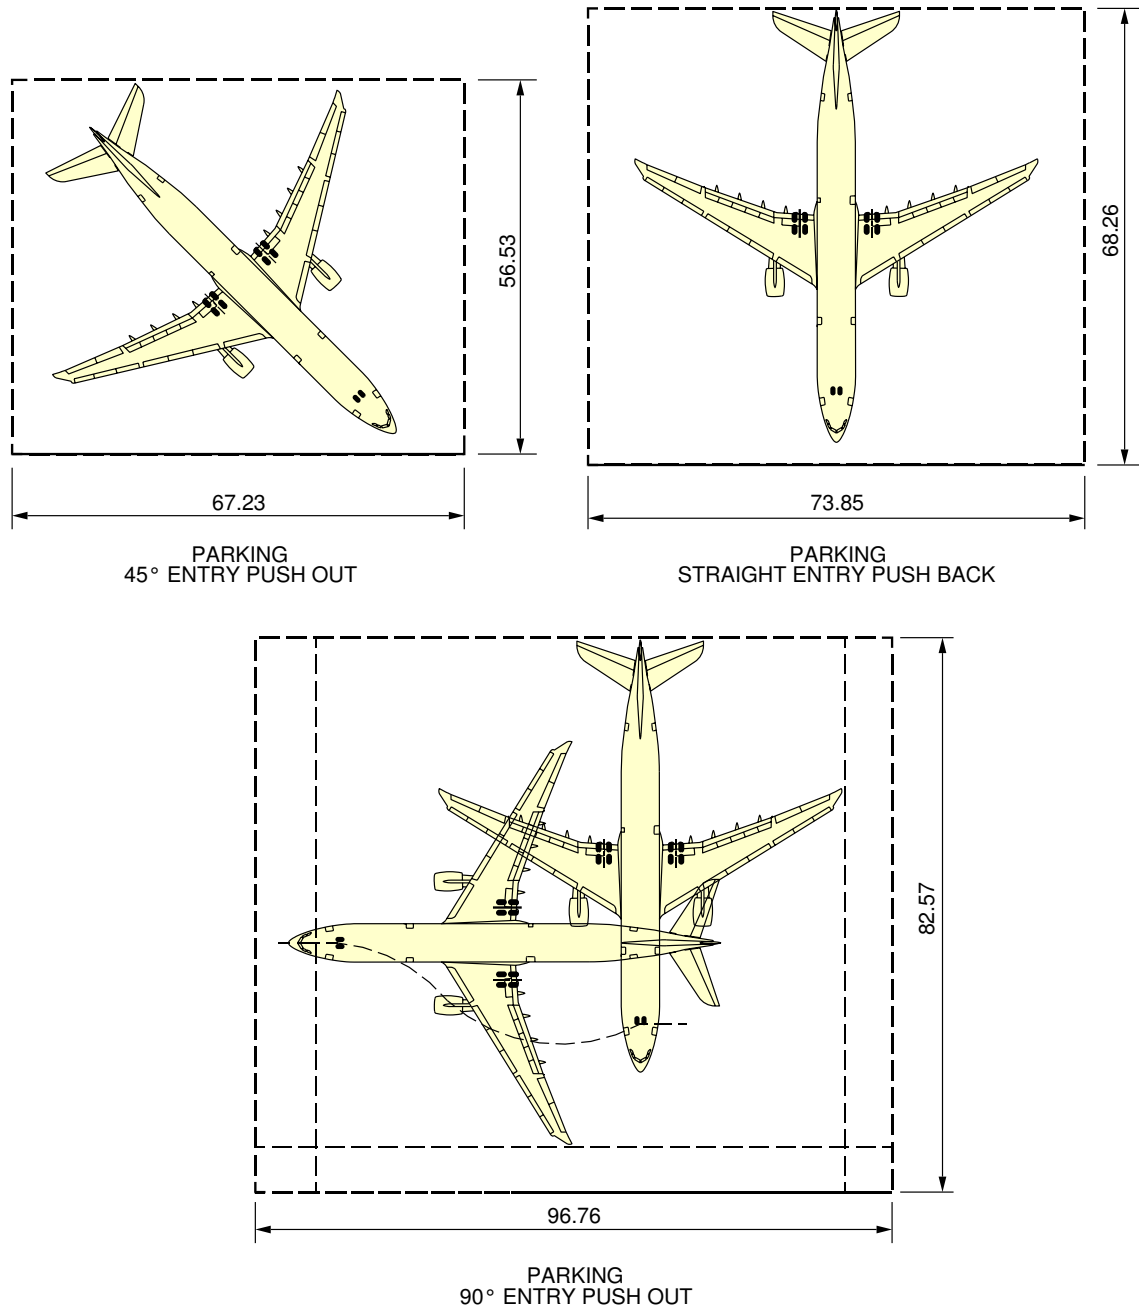 56.53
68.26
67.23
73.85
PARKING
45° ENTRY PUSH OUT
PARKING
STRAIGHT ENTRY PUSH BACK
82.57
96.76
PARKING
90° ENTRY PUSH OUT